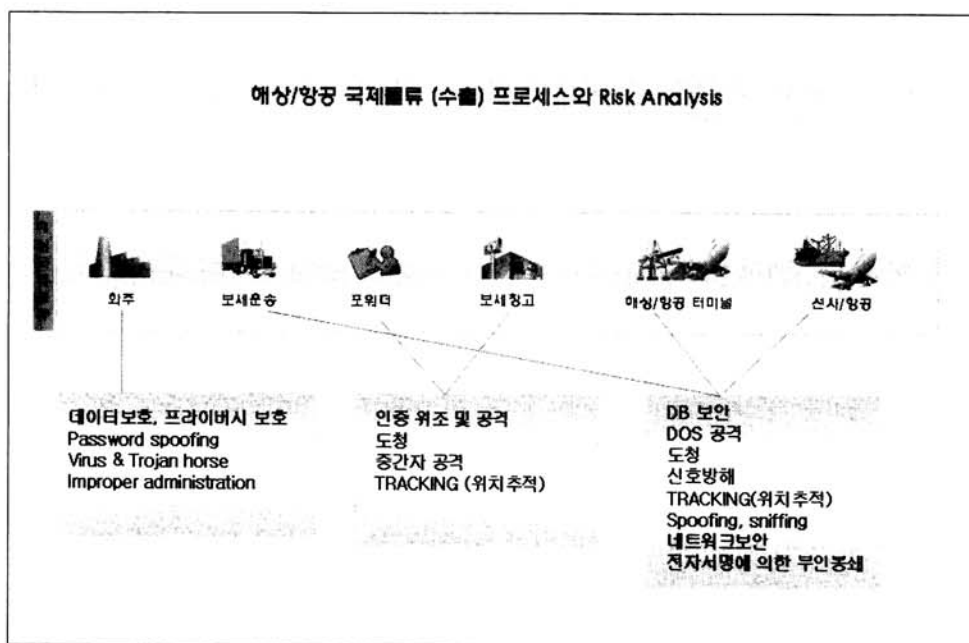 해상/항공 국제물류 (수출) 프로세스와 Risk Analysis
화주
보세운송
포워더
보세창고
해상/항공 터미널
선사/항공
데이터보호, 프라이버시 보호
Password spoofing
Virus & Trojan horse
Improper administration
인증 위조 및 공격
도청
중간자 공격
TRACKING (위치추적)
DB 보안
DOS 공격
도청
신호방해
TRACKING(위치추적)
Spoofing, sniffing
네트워크보안
전자서명에 의한 부인봉쇄